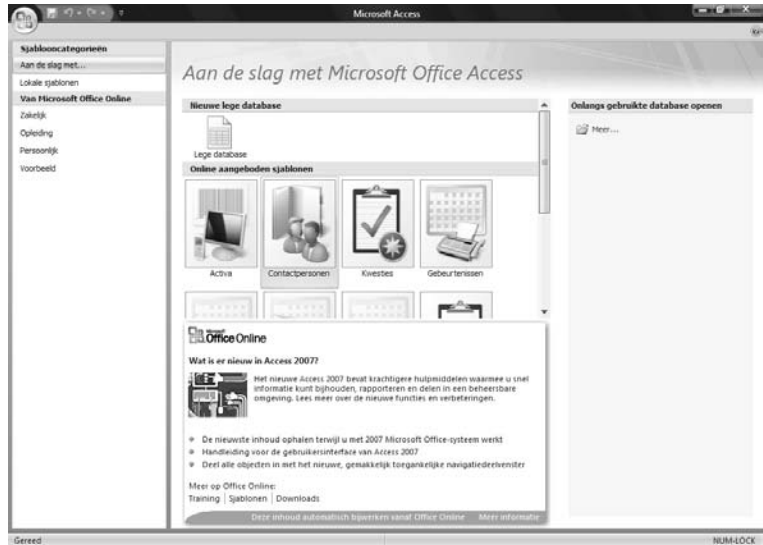 Microsoft Access
Sjablooncategorieën
Aan de slag met...
Lokale sjablonen
Van Microsoft Office Online
Zakelijk
Opleiding
Persoonlijk
Voorbeeld
Aan de slag met Microsoft Office Access
Nieuwe lege database
Lege database
Online aangeboden sjablonen
Activa
Contactpersonen
Kwesties
Gebeurtenissen
Microsoft
Office Online
Wat is er nieuw in Access 2007?
Het nieuwe Access 2007 bevat krachtigere hulpmiddelen waarmee u snel
informatie kunt bijhouden, rapporteren en delen in een beheersbare
omgeving. Lees meer over de nieuwe functies en verbeteringen.
De nieuwste inhoud ophalen terwijl u met 2007 Microsoft Office-systeem werkt
Handleiding voor de gebruikersinterface van Access 2007
Deel alle objecten in met het nieuwe, gemakkelijk toegankelijke navigatiedeelvenster
Meer op Office Online:
Training | Sjablonen | Downloads
Deze inhoud automatisch bijwerken vanaf Office Online Meer informatie
Onlangs gebruikte database openen
Meer...
Gereed
NUM-LOCK